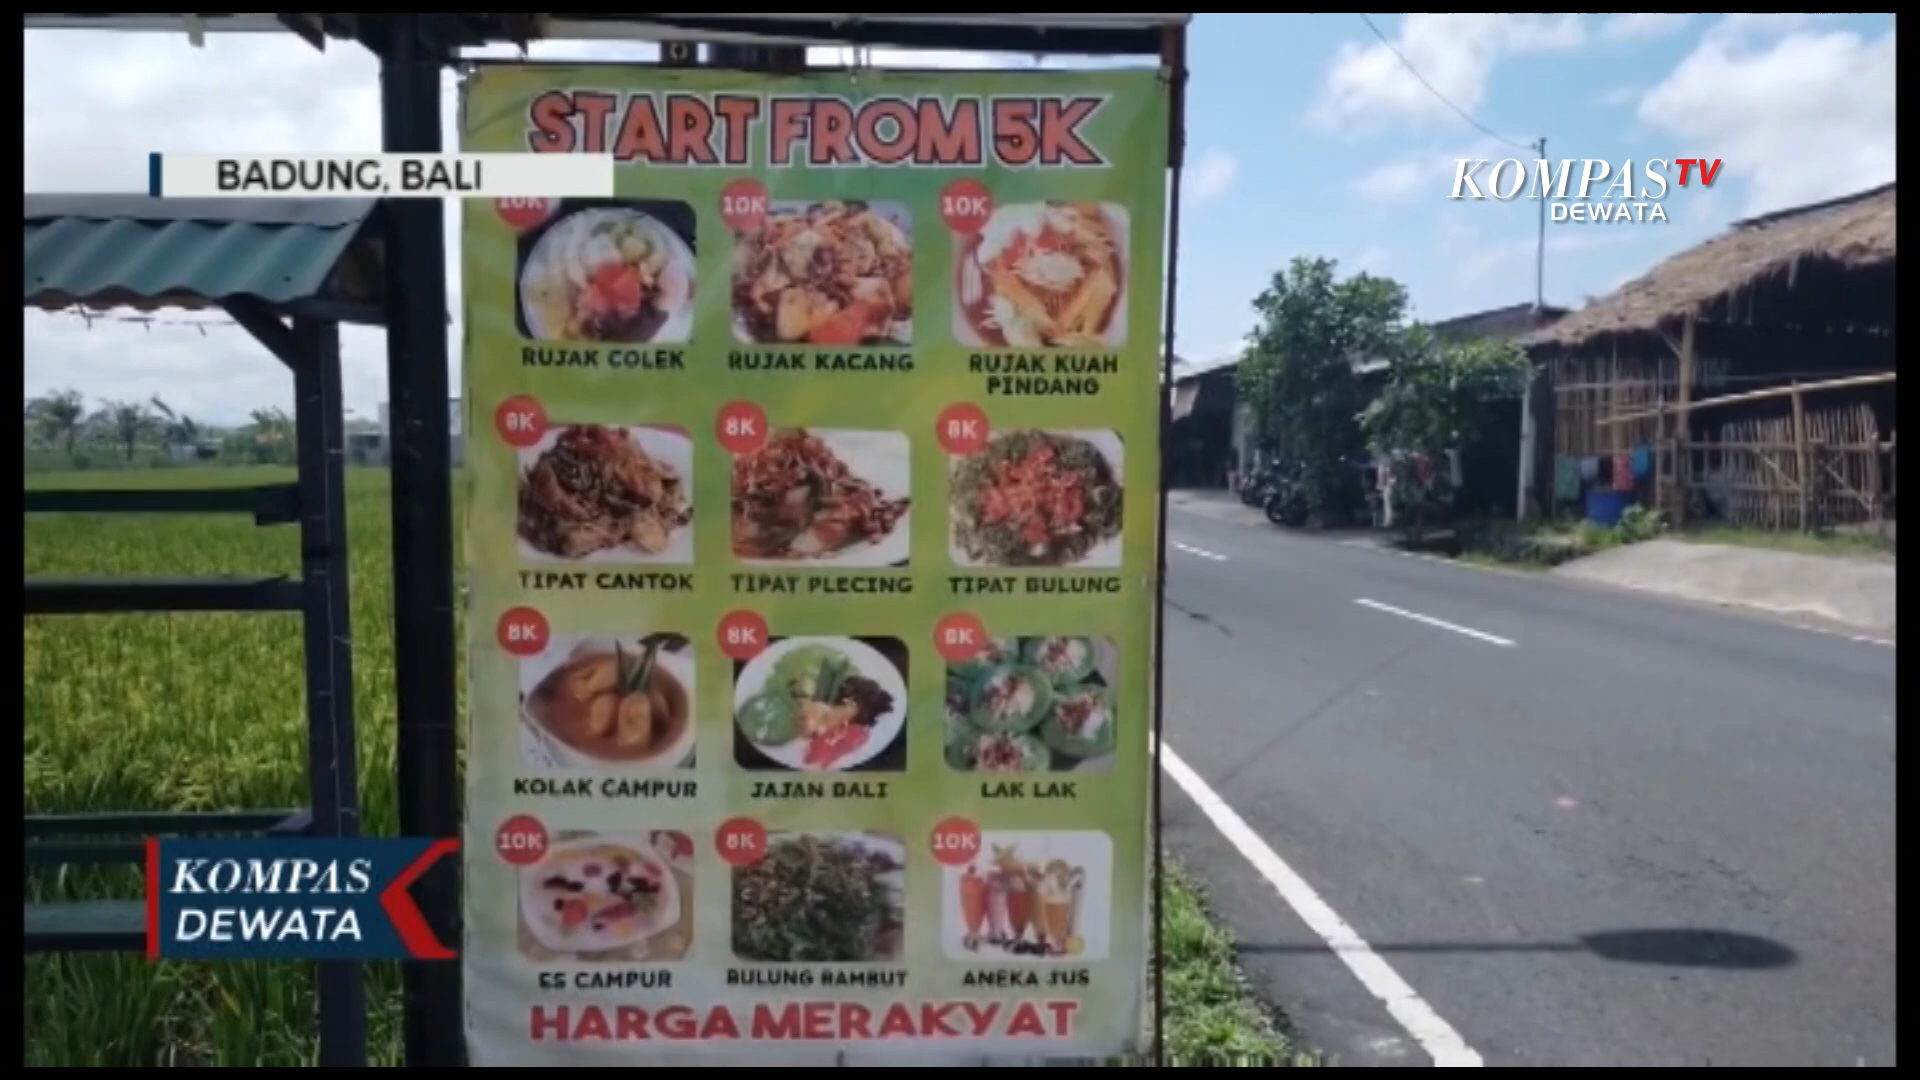 START FROM 5K
BADUNG, BALI
KOMPAS TV
DEWATA
10K
10K
10K
RUJAK COLEK
RUJAK KACANG
RUJAK KUAH
PINDANG
8K
8K
8K
TIPAT CANTOK
TIPAT PLECING
TIPAT BULUNG
8K
8K
8K
KOLAK CAMPUR
JAJAN BALI
LAK LAK
10K
8K
10K
ES CAMPUR
BULUNG RAMBUT
ANEKA JUS
KOMPAS
DEWATA
HARGA MERAKYAT